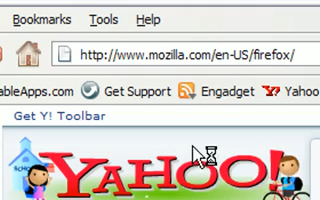 Bookmarks Tools Help
http://www.mozilla.com/en-US/firefox/
ableApps.com Get Support Engadget Yahoo
Get Y! Toolbar
YAHOO!